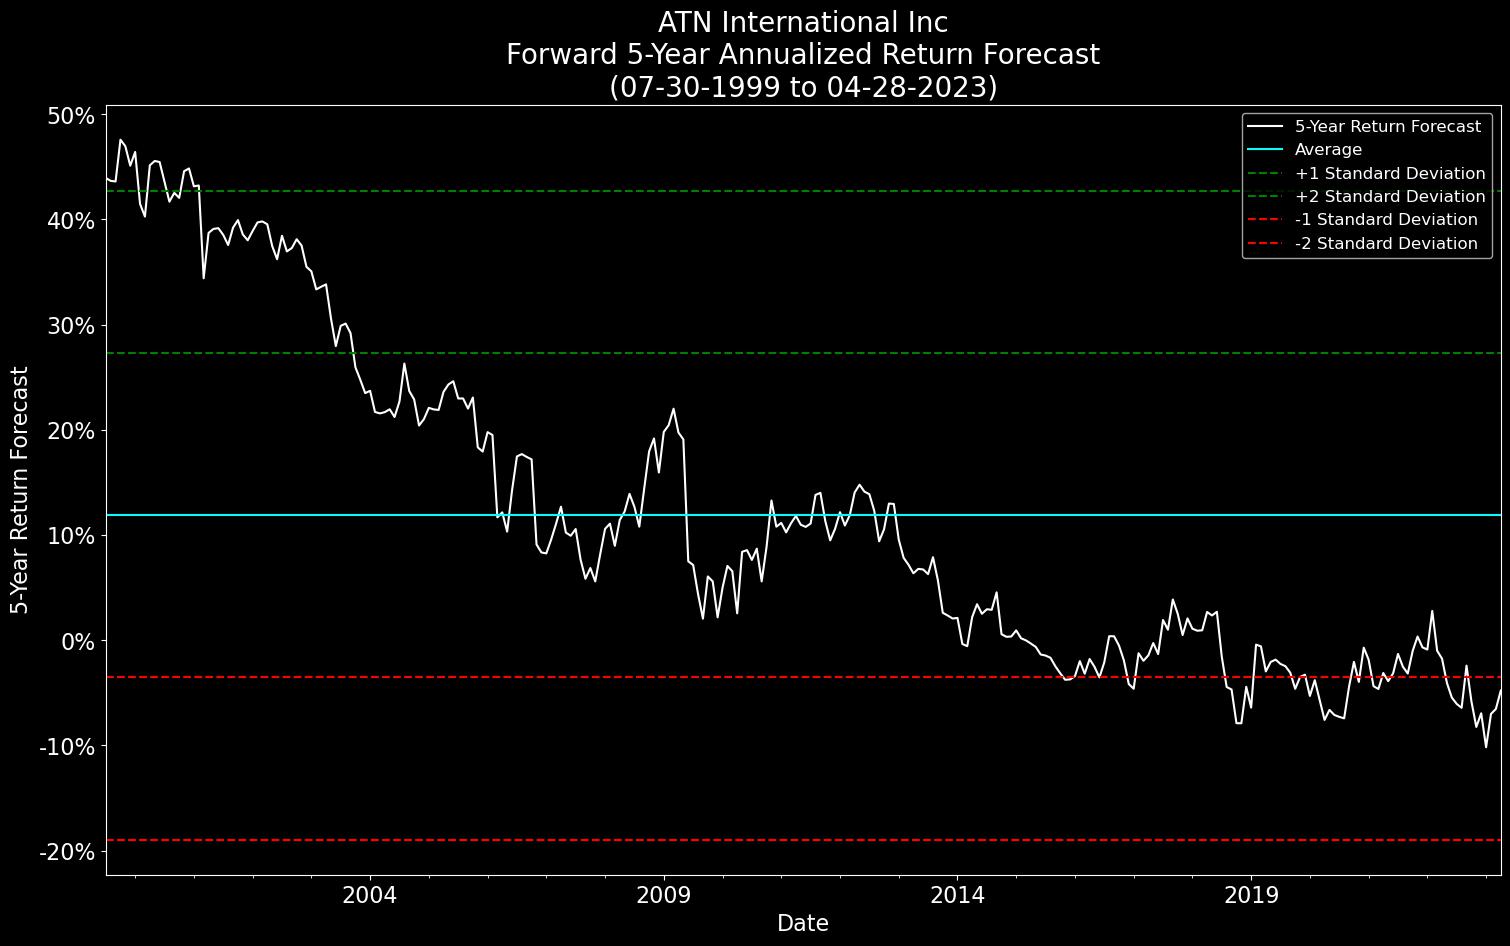 ATN International Inc
Forward 5-Year Annualized Return Forecast
(07-30-1999 to 04-28-2023)
50%
40%
30%
20%
10%
0%
-10%
-20%
5-Year Return Forecast
5-Year Return Forecast
Average
+1 Standard Deviation
+2 Standard Deviation
-1 Standard Deviation
-2 Standard Deviation
2004
2009
2014
2019
Date